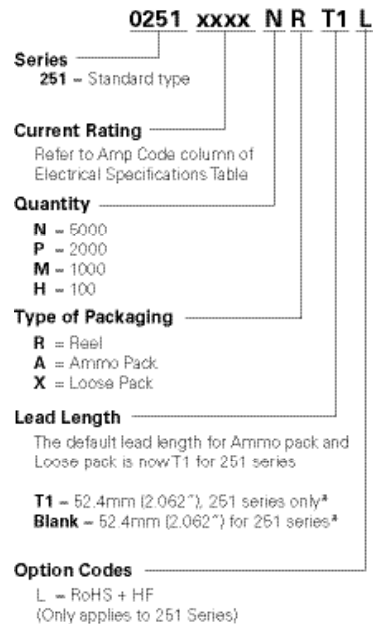 0251 xxxx N R T1 L
Series
251 – Standard type
Current Rating
Refer to Amp Code column of
Electrical Specifications Table
Quantity
N – 5000
P – 2000
M – 1000
H – 100
Type of Packaging
R = Reel
A = Ammo Pack
X = Loose Pack
Lead Length
The default lead length for Ammo pack and
Loose pack is now T1 for 251 series
T1 – 52.4mm (2.062″), 251 series only³
Blank – 52.4mm (2.062″) for 251 series³
Option Codes
L – RoHS + HF
(Only applies to 251 Series)